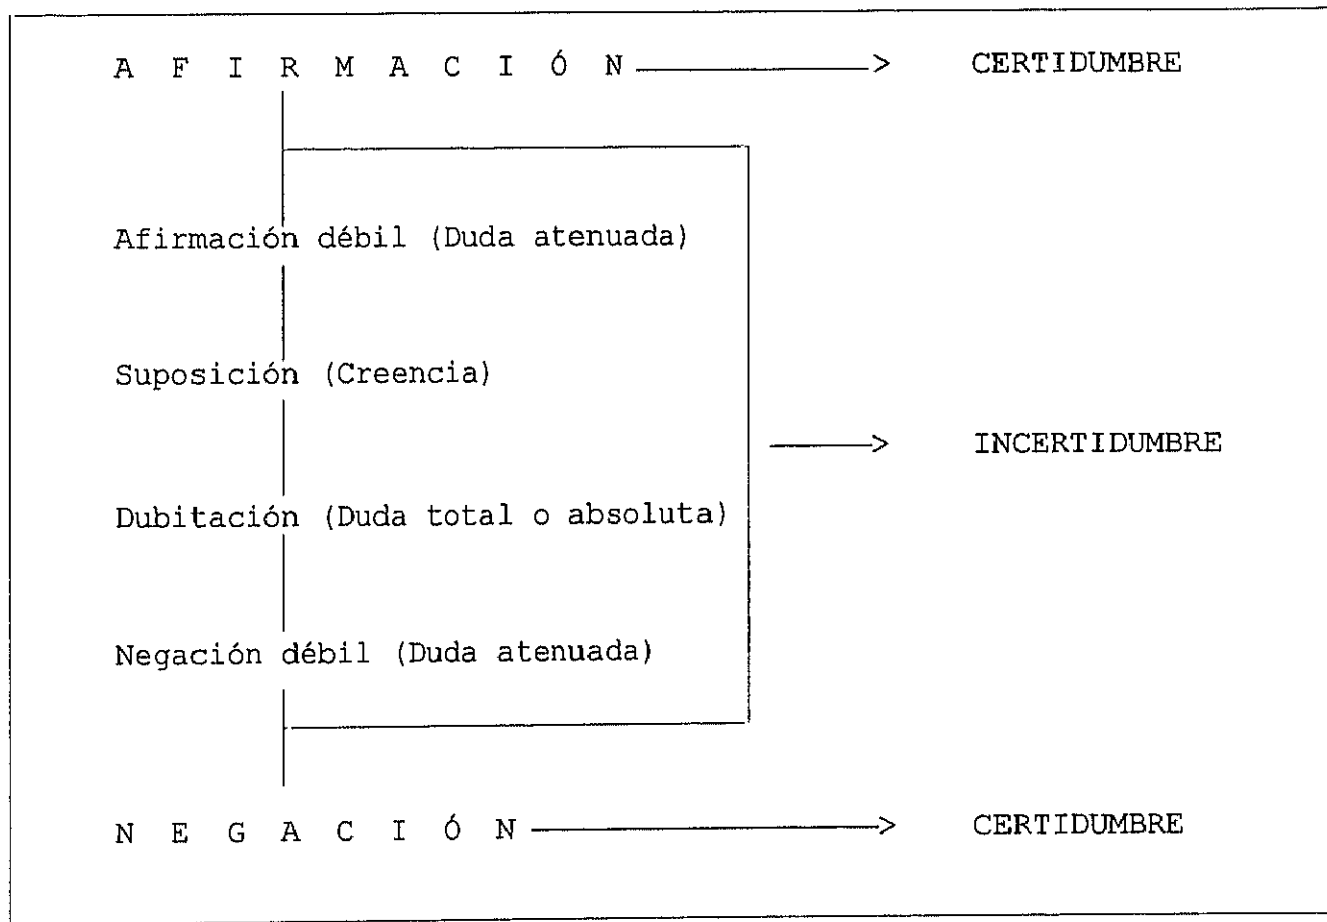 A F I R M A C I Ó N ————> CERTIDUMBRE
Afirmación débil (Duda atenuada)
Suposición (Creencia)
————> INCERTIDUMBRE
Dubitación (Duda total o absoluta)
Negación débil (Duda atenuada)
N E G A C I Ó N ————> CERTIDUMBRE